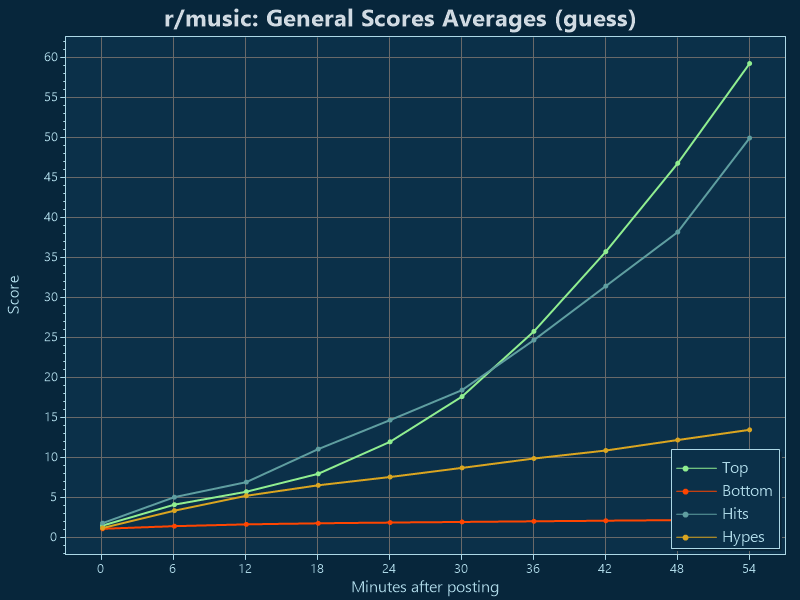 r/music: General Scores Averages (guess)
60
55
50
45
40
35
30
25
20
15
10
5
0
Score
0 6 12 18 24 30 36 42 48 54
Minutes after posting
Top
Bottom
Hits
Hypes